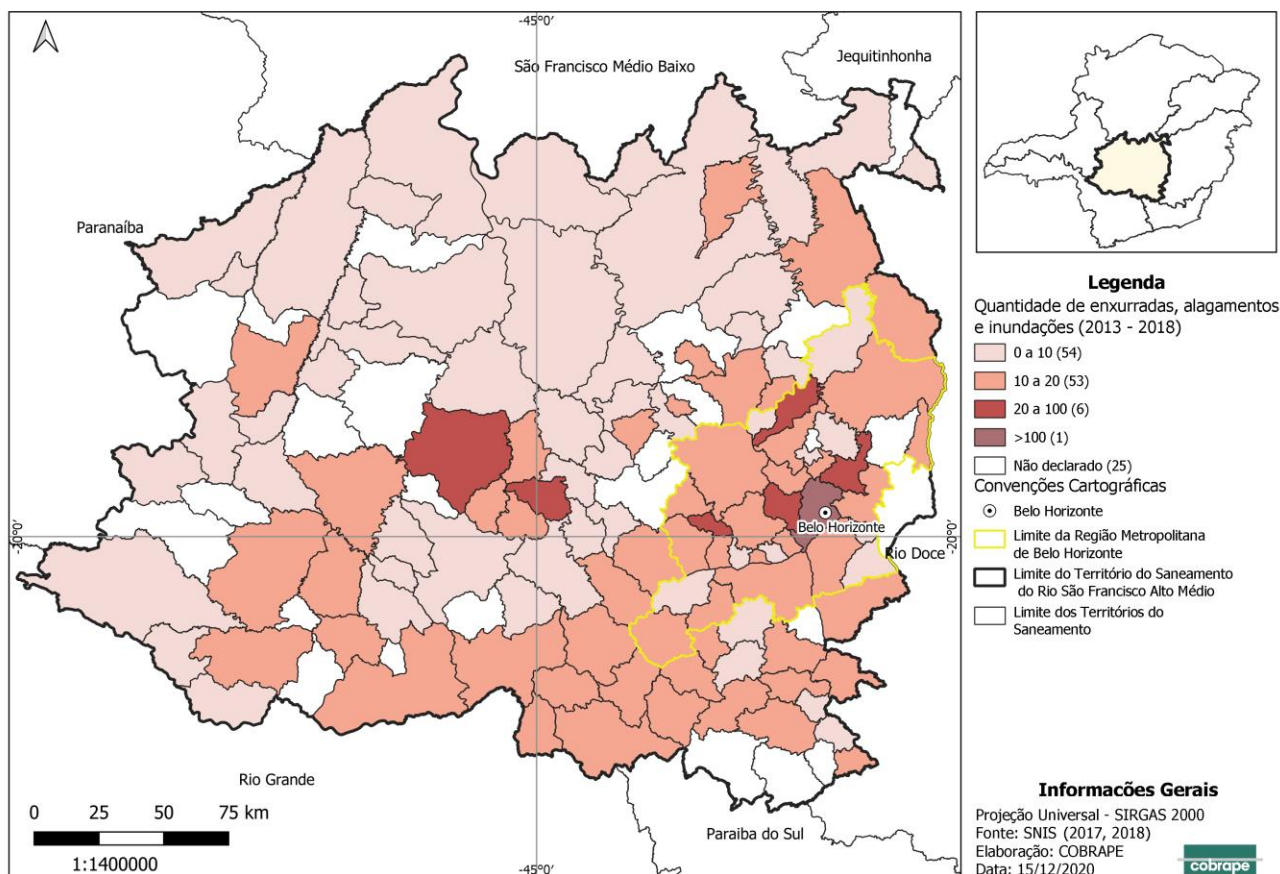 -45°0'
São Francisco Médio Baixo
Jequitinhonha
Paranaíba
Belo Horizonte
-20°0'
Rio Doce
Rio Grande
Paraiba do Sul
-45°0'
0 25 50 75 km
1:1400000
Legenda
Quantidade de enxurradas, alagamentos
e inundações (2013 - 2018)
0 a 10 (54)
10 a 20 (53)
20 a 100 (6)
>100 (1)
Não declarado (25)
Convenções Cartográficas
Belo Horizonte
Limite da Região Metropolitana
de Belo Horizonte
Limite do Território do Saneamento
do Rio São Francisco Alto Médio
Limite dos Territórios do
Saneamento
Informacões Gerais
Projeção Universal - SIRGAS 2000
Fonte: SNIS (2017, 2018)
Elaboração: COBRAPE
Data: 15/12/2020
cobrape